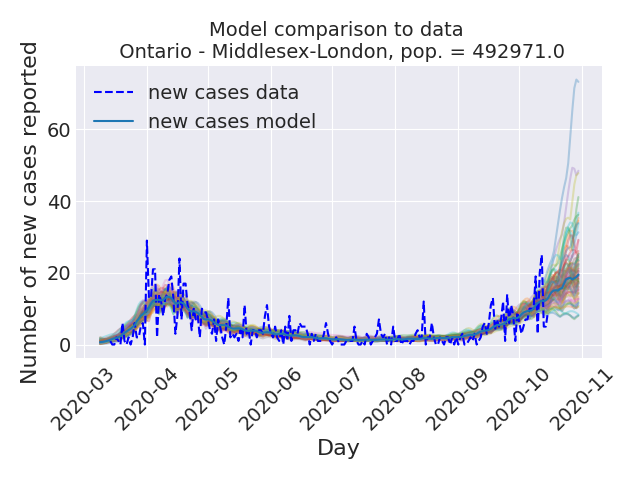 Model comparison to data
Ontario - Middlesex-London, pop. = 492971.0
new cases data
new cases model
Number of new cases reported
60
40
20
0
2020-03
2020-04
2020-05
2020-06
2020-07
2020-08
2020-09
2020-10
2020-11
Day